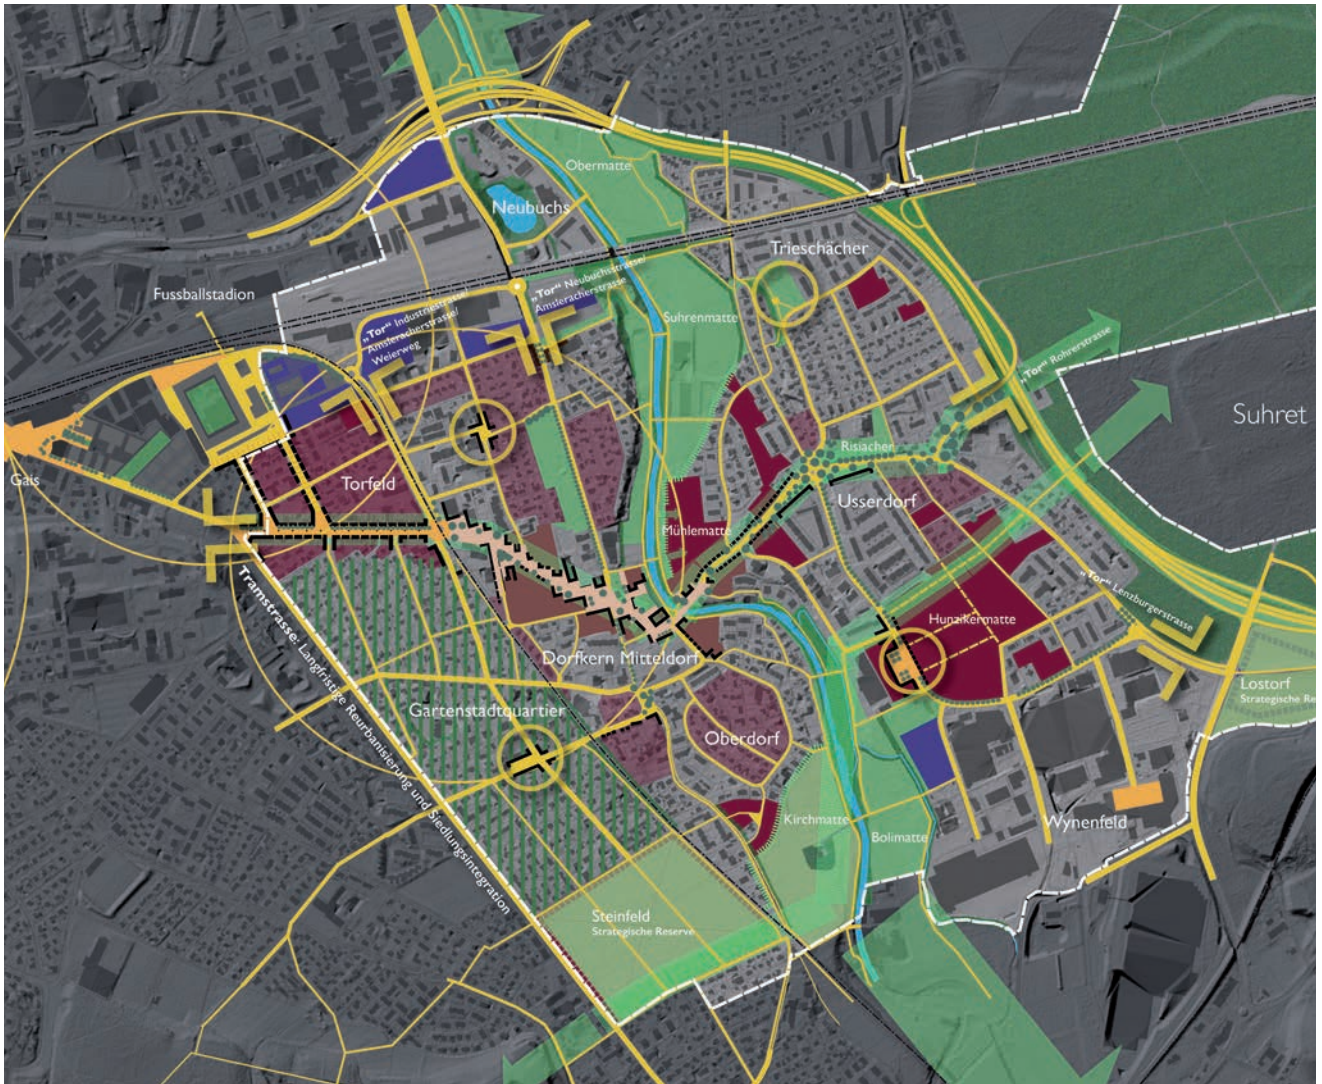 Obermatte
Neubuchs
Trieschächer
Fussballstadion
„Tor“ Neubuchsstrasse/
Amsleracherstrasse
„Tor“ Industriestrasse/
Amsleracherstrasse/
Weierweg
Suhrenmatte
„Tor“ Rohrerstrasse
Suhret
Risiacher
Gais
Torfeld
Usserdorf
Mühlematte
„Tor“ Lenzburgerstrasse
Hunzikermatte
Dorfkern Mitteldorf
Tramstrasse: Langfristige Reurbanisierung und Siedlungsintegration
Gartenstadtquartier
Lostorf
Strategische Re
Oberdorf
Kirchmatte
Bolimatte
Wynenfeld
Steinfeld
Strategische Reserve